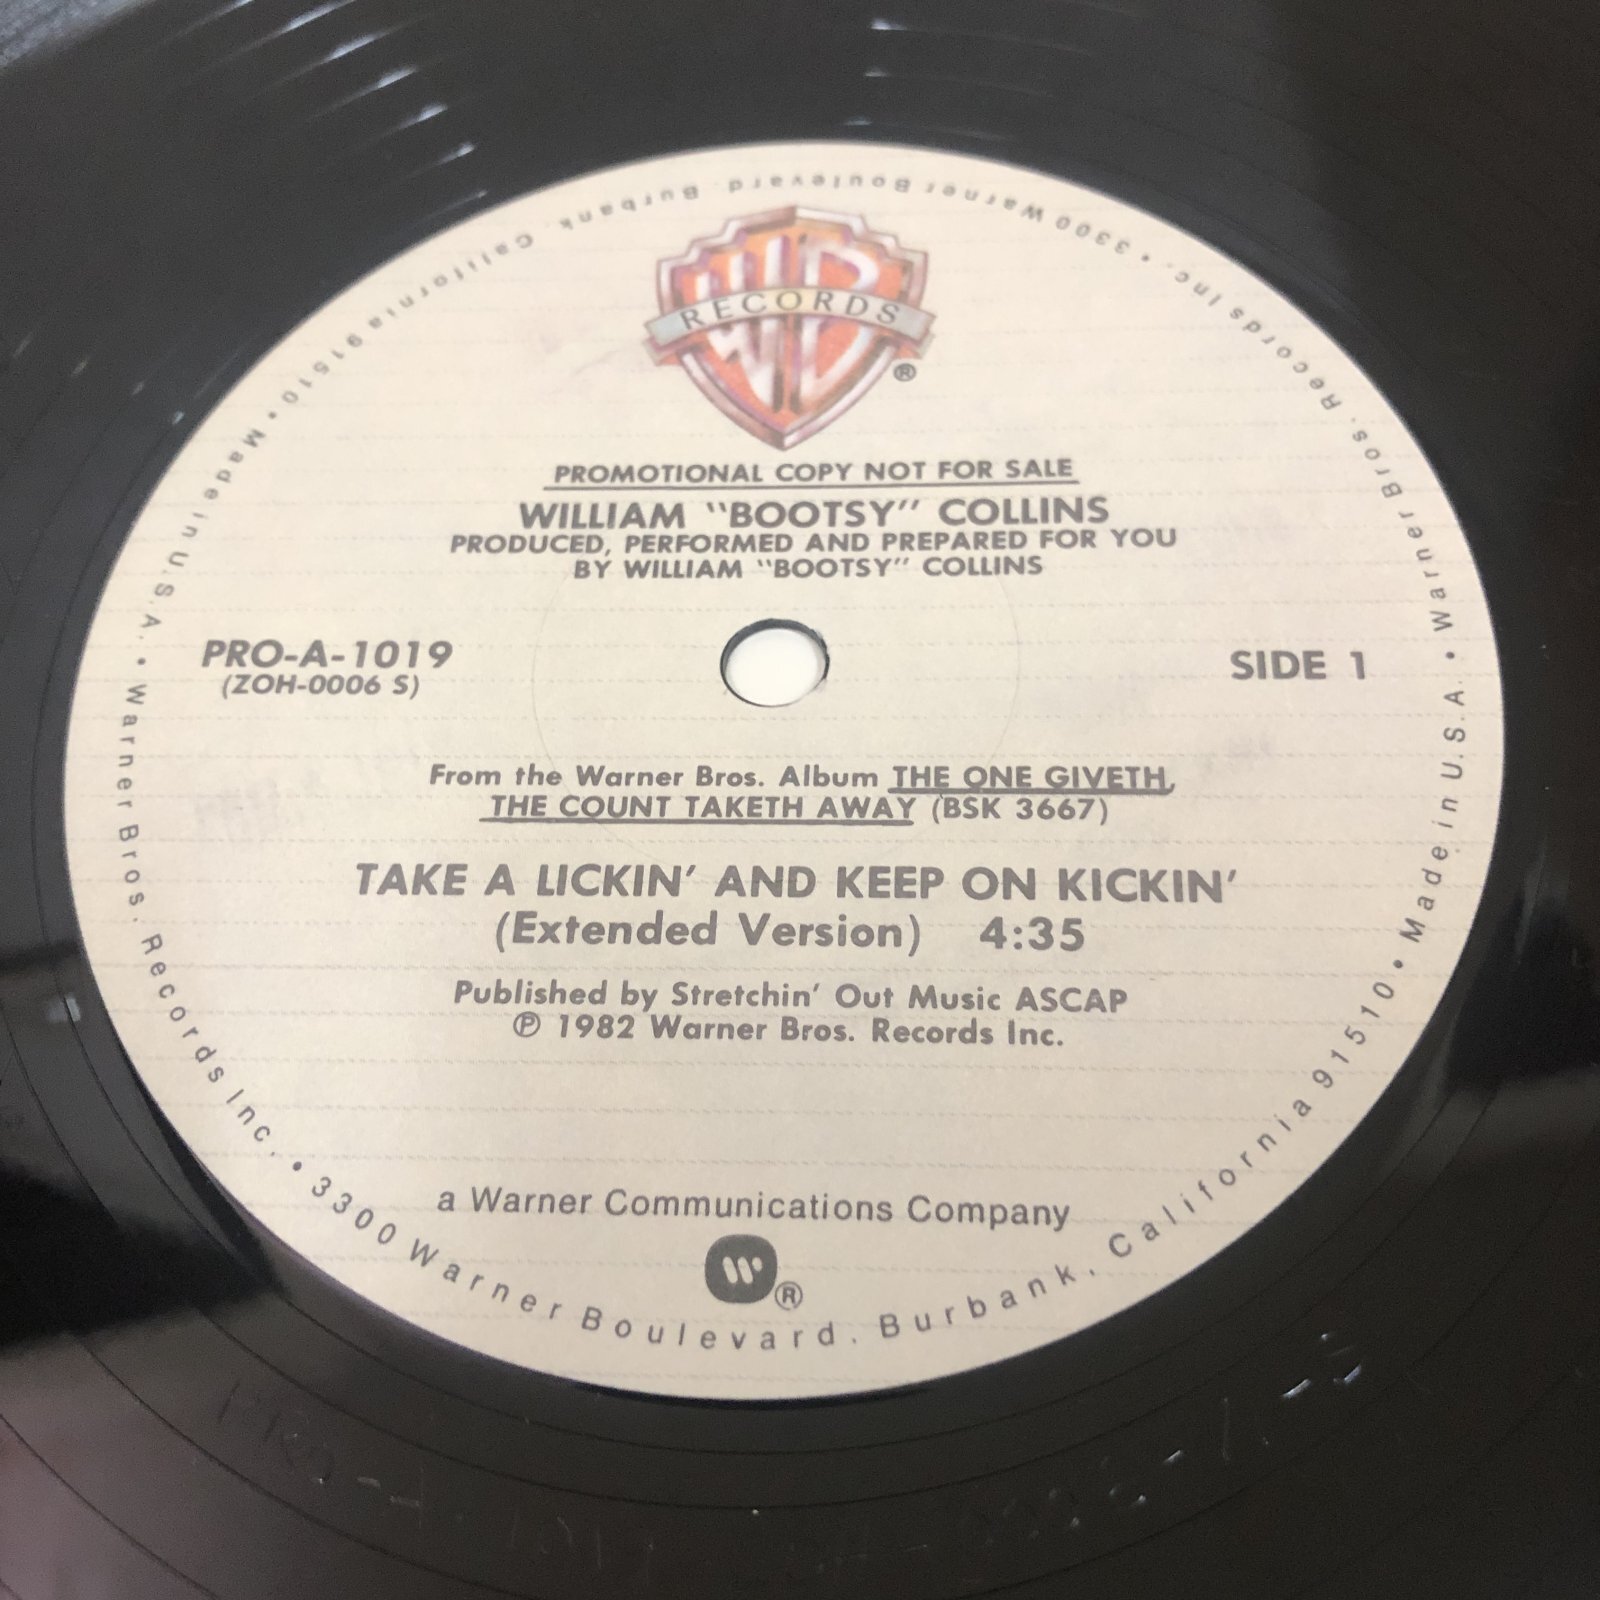 WB
RECORDS
®
PROMOTIONAL COPY NOT FOR SALE
WILLIAM "BOOTSY" COLLINS
PRODUCED, PERFORMED AND PREPARED FOR YOU
BY WILLIAM "BOOTSY" COLLINS
PRO-A-1019
(ZOH-0006 S)
SIDE 1
From the Warner Bros. Album THE ONE GIVETH,
THE COUNT TAKETH AWAY (BSK 3667)
TAKE A LICKIN' AND KEEP ON KICKIN'
(Extended Version) 4:35
Published by Stretchin' Out Music ASCAP
℗ 1982 Warner Bros. Records Inc.
a Warner Communications Company
W ®
Warner Bros. Records Inc. • 3300 Warner Boulevard. Burbank. California 91510 • Made in U.S.A. •
Warner Bros. Records Inc. • 3300 Warner Boulevard. Burbank. California 91510 • Made in U.S.A. •